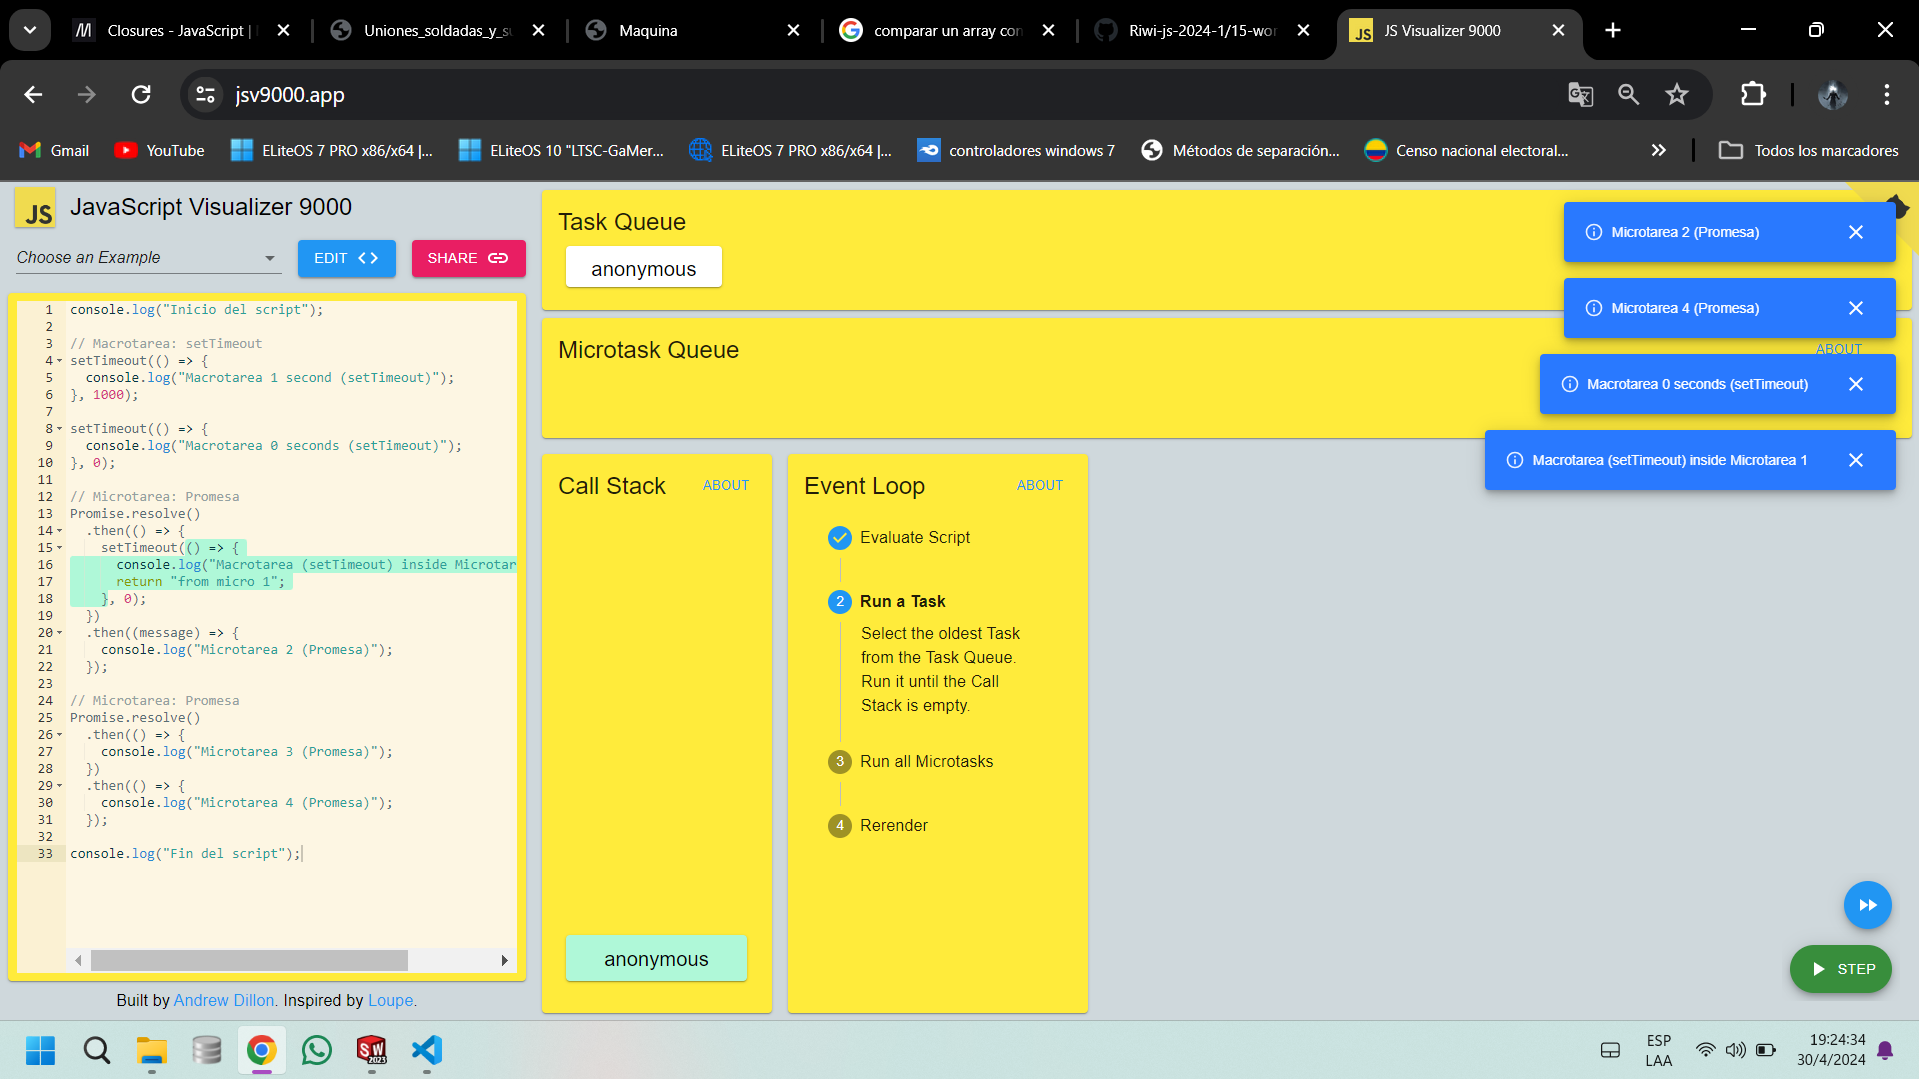 Closures - JavaScript |
Uniones_soldadas_y_su
Maquina
comparar un array con
Riwi-js-2024-1/15-wor
JS Visualizer 9000
jsv9000.app
Gmail
YouTube
ELiteOS 7 PRO x86/x64 |...
ELiteOS 10 "LTSC-GaMer...
ELiteOS 7 PRO x86/x64 |...
controladores windows 7
Métodos de separación...
Censo nacional electoral...
Todos los marcadores
JS
JavaScript Visualizer 9000
Choose an Example
EDIT
SHARE
1 console.log("Inicio del script");
2
3 // Macrotarea: setTimeout
4 setTimeout(() => {
5 console.log("Macrotarea 1 second (setTimeout)");
6 }, 1000);
7
8 setTimeout(() => {
9 console.log("Macrotarea 0 seconds (setTimeout)");
10 }, 0);
11
12 // Microtarea: Promesa
13 Promise.resolve()
14 .then(() => {
15 setTimeout(() => {
16 console.log("Macrotarea (setTimeout) inside Microtar
17 return "from micro 1";
18 }, 0);
19 })
20 .then((message) => {
21 console.log("Microtarea 2 (Promesa)");
22 });
23
24 // Microtarea: Promesa
25 Promise.resolve()
26 .then(() => {
27 console.log("Microtarea 3 (Promesa)");
28 })
29 .then(() => {
30 console.log("Microtarea 4 (Promesa)");
31 });
32
33 console.log("Fin del script");
Built by Andrew Dillon. Inspired by Loupe.
Task Queue
anonymous
Microtask Queue
ABOUT
Microtarea 2 (Promesa)
Microtarea 4 (Promesa)
Macrotarea 0 seconds (setTimeout)
Macrotarea (setTimeout) inside Microtarea 1
Call Stack
ABOUT
anonymous
Event Loop
ABOUT
Evaluate Script
2 Run a Task
Select the oldest Task
from the Task Queue.
Run it until the Call
Stack is empty.
3 Run all Microtasks
4 Rerender
STEP
SW
2023
ESP
LAA
19:24:34
30/4/2024